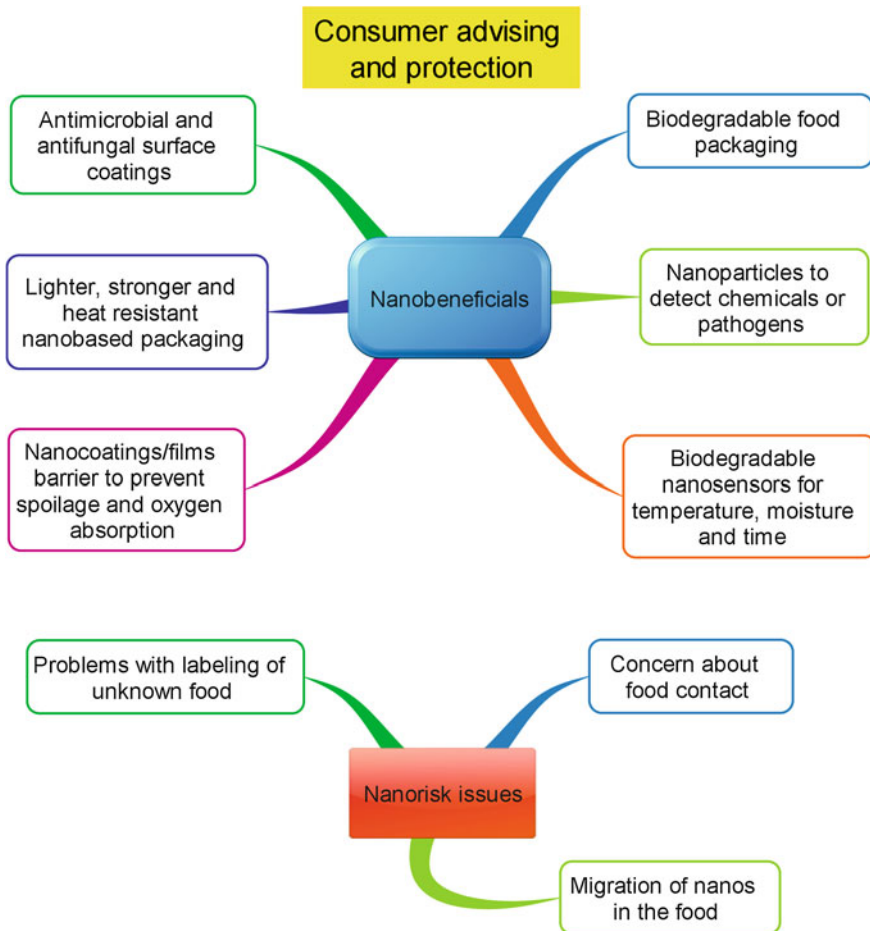 Consumer advising
and protection
Antimicrobial and
antifungal surface
coatings
Biodegradable food
packaging
Lighter, stronger and
heat resistant
nanobased packaging
Nanobeneficials
Nanoparticles to
detect chemicals or
pathogens
Nanocoatings/films
barrier to prevent
spoilage and oxygen
absorption
Biodegradable
nanosensors for
temperature, moisture
and time
Problems with labeling of
unknown food
Concern about
food contact
Nanorisk issues
Migration of nanos
in the food